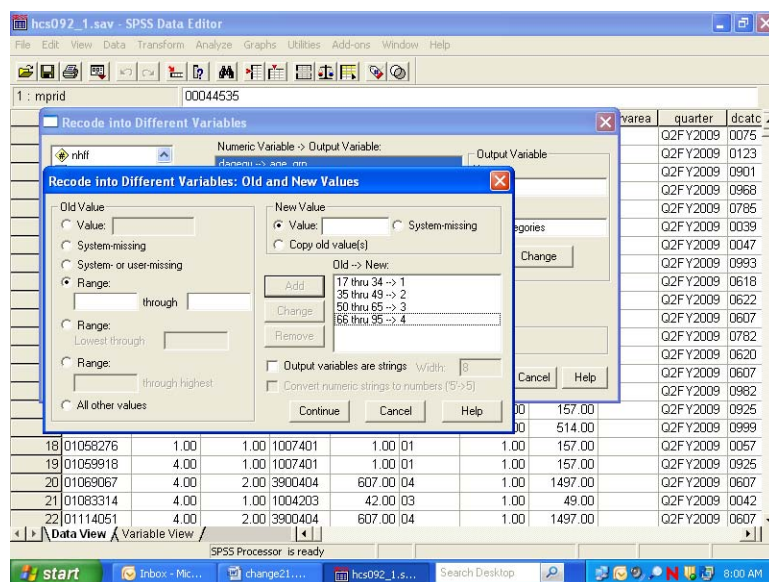 hcs092_1.sav - SPSS Data Editor
File Edit View Data Transform Analyze Graphs Utilities Add-ons Window Help
1 : mprid 00044535
varea quarter dcatc
Recode into Different Variables
nhff
Numeric Variable -> Output Variable:
Output Variable
Change
Cancel Help
Recode into Different Variables: Old and New Values
Old Value
Value:
System-missing
System- or user-missing
Range:
through
Range:
Lowest through
Range:
through highest
All other values
New Value
Value: System-missing
Copy old value(s)
Old --> New:
Add
Change
Remove
17 thru 34 --> 1
35 thru 49 --> 2
50 thru 65 --> 3
66 thru 95 --> 4
Output variables are strings Width: 8
Convert numeric strings to numbers ('5'->5)
Continue Cancel Help
Q2FY2009 0075
Q2FY2009 0123
Q2FY2009 0901
Q2FY2009 0968
Q2FY2009 0785
Q2FY2009 0039
Q2FY2009 0047
Q2FY2009 0993
Q2FY2009 0618
Q2FY2009 0622
Q2FY2009 0607
Q2FY2009 0782
Q2FY2009 0620
Q2FY2009 0607
Q2FY2009 0982
157.00 Q2FY2009 0925
514.00 Q2FY2009 0999
18 01058276 1.00 1.00 1007401 1.00 01 1.00 157.00 Q2FY2009 0057
19 01059918 4.00 1.00 1007401 1.00 01 1.00 157.00 Q2FY2009 0925
20 01069067 4.00 2.00 3900404 607.00 04 1.00 1497.00 Q2FY2009 0607
21 01083314 4.00 1.00 1004203 42.00 03 1.00 49.00 Q2FY2009 0042
22 01114051 4.00 2.00 3900404 607.00 04 1.00 1497.00 Q2FY2009 0607
Data View Variable View
SPSS Processor is ready
start Inbox - Mic... change21.... hcs092_1.s... Search Desktop 8:00 AM